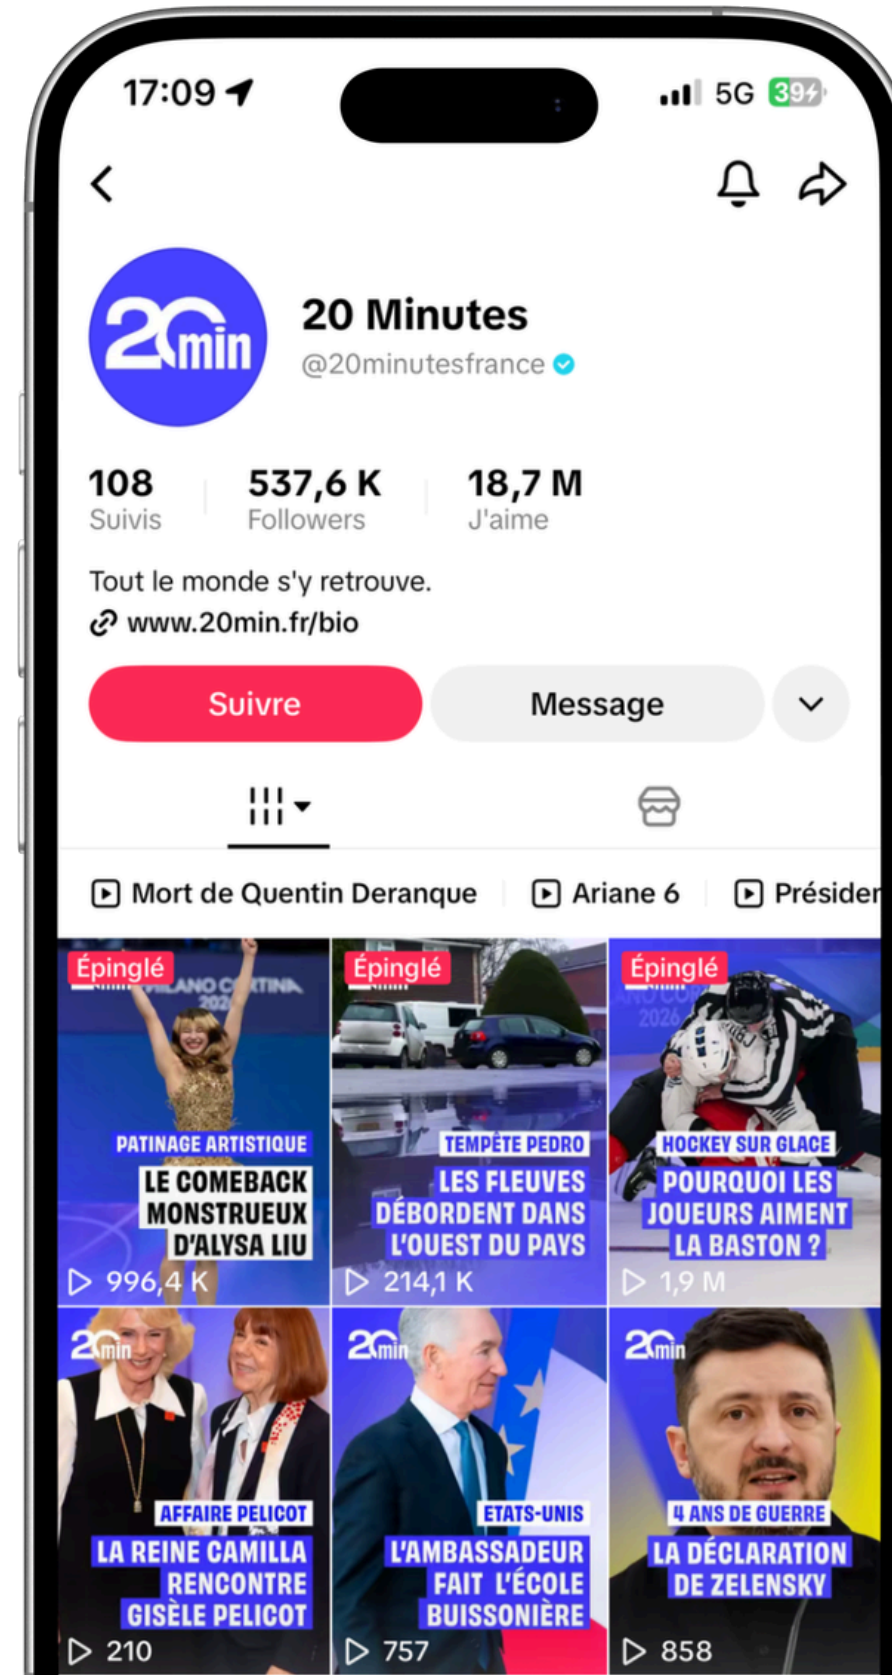 17:09
5G 39
20min
20 Minutes
@20minutesfrance
108
Suivis
537,6 K
Followers
18,7 M
J'aime
Tout le monde s'y retrouve.
www.20min.fr/bio
Suivre
Message
Mort de Quentin Deranque
Ariane 6
Présiden
Épinglé
MILANO CORTINA
2026
PATINAGE ARTISTIQUE
LE COMEBACK
MONSTRUEUX
D'ALYSA LIU
996,4 K
Épinglé
TEMPÊTE PEDRO
LES FLEUVES
DÉBORDENT DANS
L'OUEST DU PAYS
214,1 K
Épinglé
2026
HOCKEY SUR GLACE
POURQUOI LES
JOUEURS AIMENT
LA BASTON ?
1,9 M
20min
AFFAIRE PELICOT
LA REINE CAMILLA
RENCONTRE
GISÈLE PELICOT
210
20min
ETATS-UNIS
L'AMBASSADEUR
FAIT L'ÉCOLE
BUISSONIÈRE
757
20min
4 ANS DE GUERRE
LA DÉCLARATION
DE ZELENSKY
858